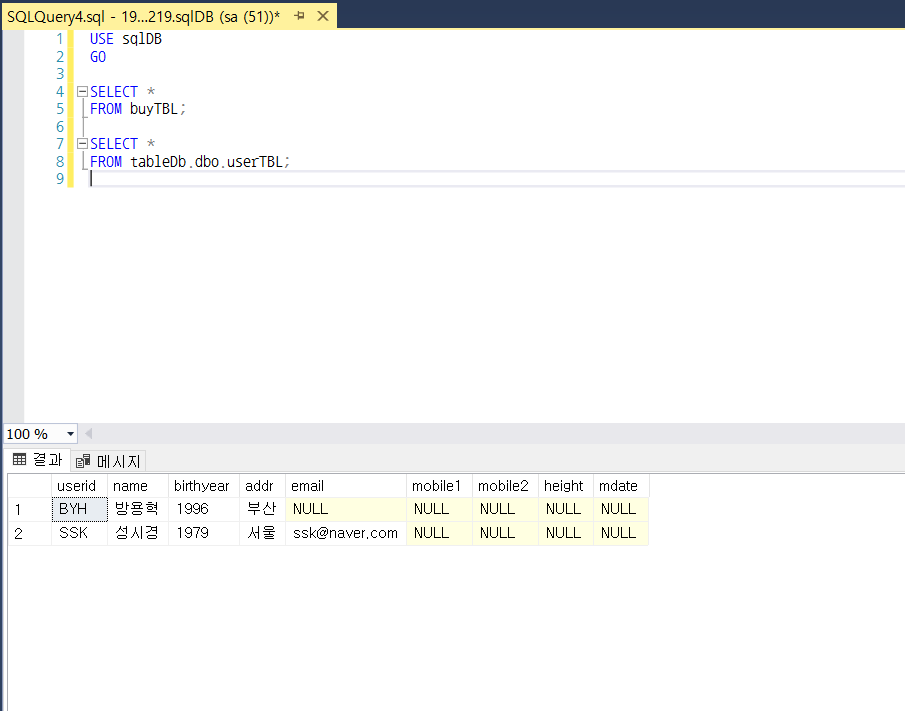 SQLQuery4.sql - 19...219.sqlDB (sa (51))*
1 USE sqlDB
2 GO
3
4 SELECT *
5 FROM buyTBL;
6
7 SELECT *
8 FROM tableDb.dbo.userTBL;
9
100 %
결과 메시지
userid name birthyear addr email mobile1 mobile2 height mdate
1 BYH 방용혁 1996 부산 NULL NULL NULL NULL NULL
2 SSK 성시경 1979 서울 ssk@naver.com NULL NULL NULL NULL